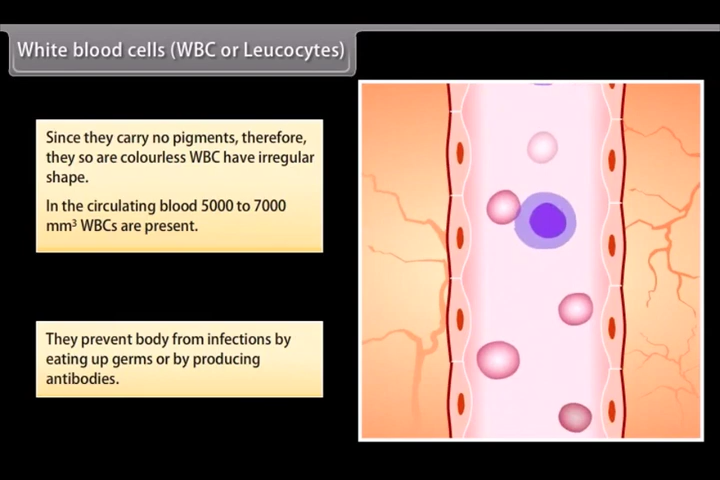 White blood cells (WBC or Leucocytes)
Since they carry no pigments, therefore,
they so are colourless WBC have irregular
shape.
In the circulating blood 5000 to 7000
mm³ WBCs are present.
They prevent body from infections by
eating up germs or by producing
antibodies.